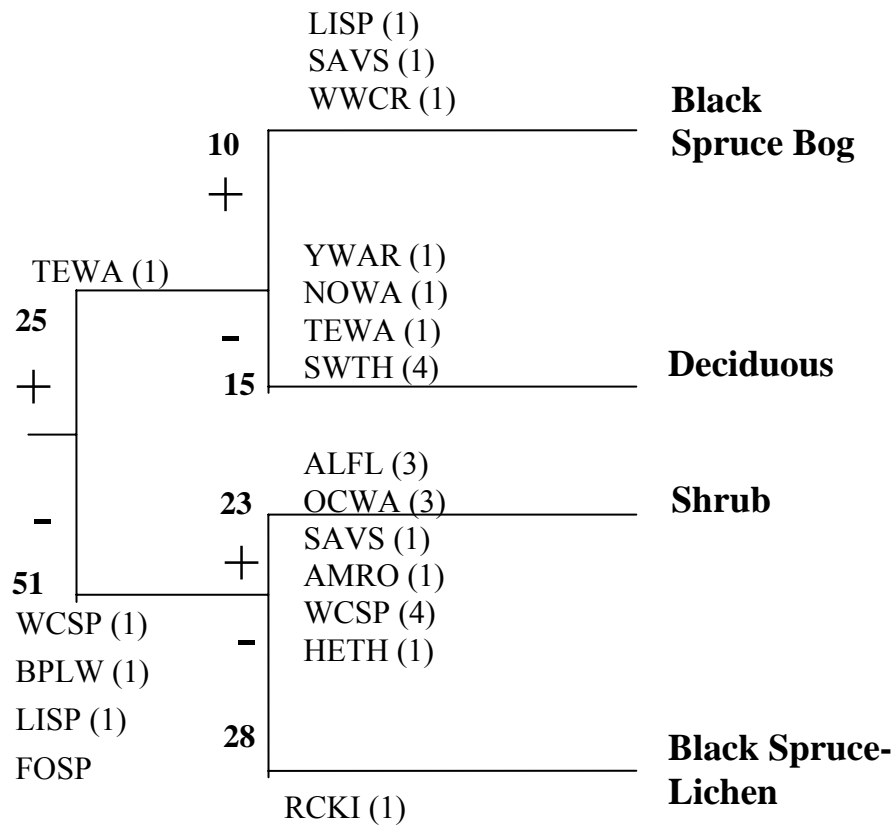 LISP (1)
SAVS (1)
WWCR (1)
Black
Spruce Bog
10
+
TEWA (1)
25
+
YWAR (1)
NOWA (1)
TEWA (1)
SWTH (4)
-
15
Deciduous
-
51
WCSP (1)
BPLW (1)
LISP (1)
FOSP
23
+
ALFL (3)
OCWA (3)
SAVS (1)
AMRO (1)
WCSP (4)
HETH (1)
Shrub
-
28
RCKI (1)
Black Spruce-
Lichen